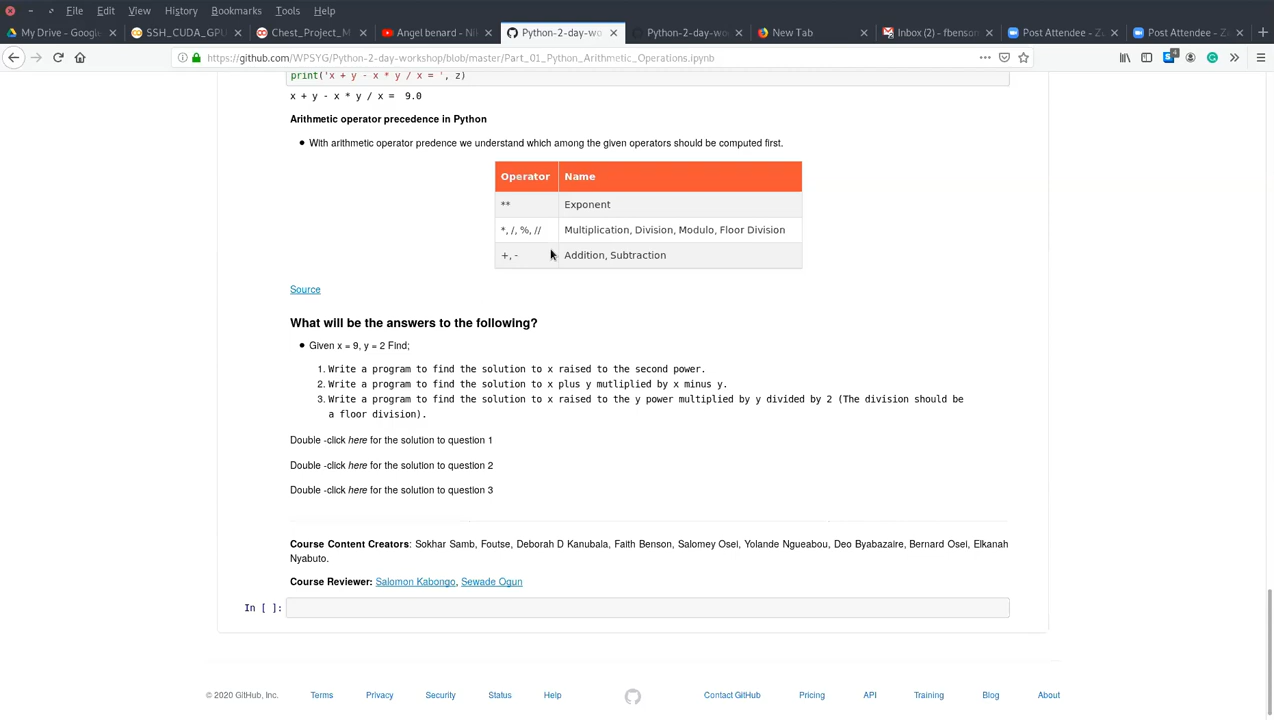 File Edit View History Bookmarks Tools Help
My Drive - Google SSH_CUDA_GPU Chest_Project_M Angel benard - Ni Python-2-day-wo Python-2-day-wo New Tab Inbox (2) - fbenson Post Attendee - Zu Post Attendee - Zu
https://github.com/WPSYG/Python-2-day-workshop/blob/master/Part_01_Python_Arithmetic_Operations.ipynb
print('x + y - x * y / x = ', z)
x + y - x * y / x = 9.0
Arithmetic operator precedence in Python
• With arithmetic operator predence we understand which among the given operators should be computed first.
Operator Name
** Exponent
*, /, %, // Multiplication, Division, Modulo, Floor Division
+, - Addition, Subtraction
Source
What will be the answers to the following?
• Given x = 9, y = 2 Find;
1. Write a program to find the solution to x raised to the second power.
2. Write a program to find the solution to x plus y mutliplied by x minus y.
3. Write a program to find the solution to x raised to the y power multiplied by y divided by 2 (The division should be
a floor division).
Double -click here for the solution to question 1
Double -click here for the solution to question 2
Double -click here for the solution to question 3
Course Content Creators: Sokhar Samb, Foutse, Deborah D Kanubala, Faith Benson, Salomey Osei, Yolande Ngueabou, Deo Byabazaire, Bernard Osei, Elkanah
Nyabuto.
Course Reviewer: Salomon Kabongo, Sewade Ogun
In [ ]:
© 2020 GitHub, Inc. Terms Privacy Security Status Help Contact GitHub Pricing API Training Blog About